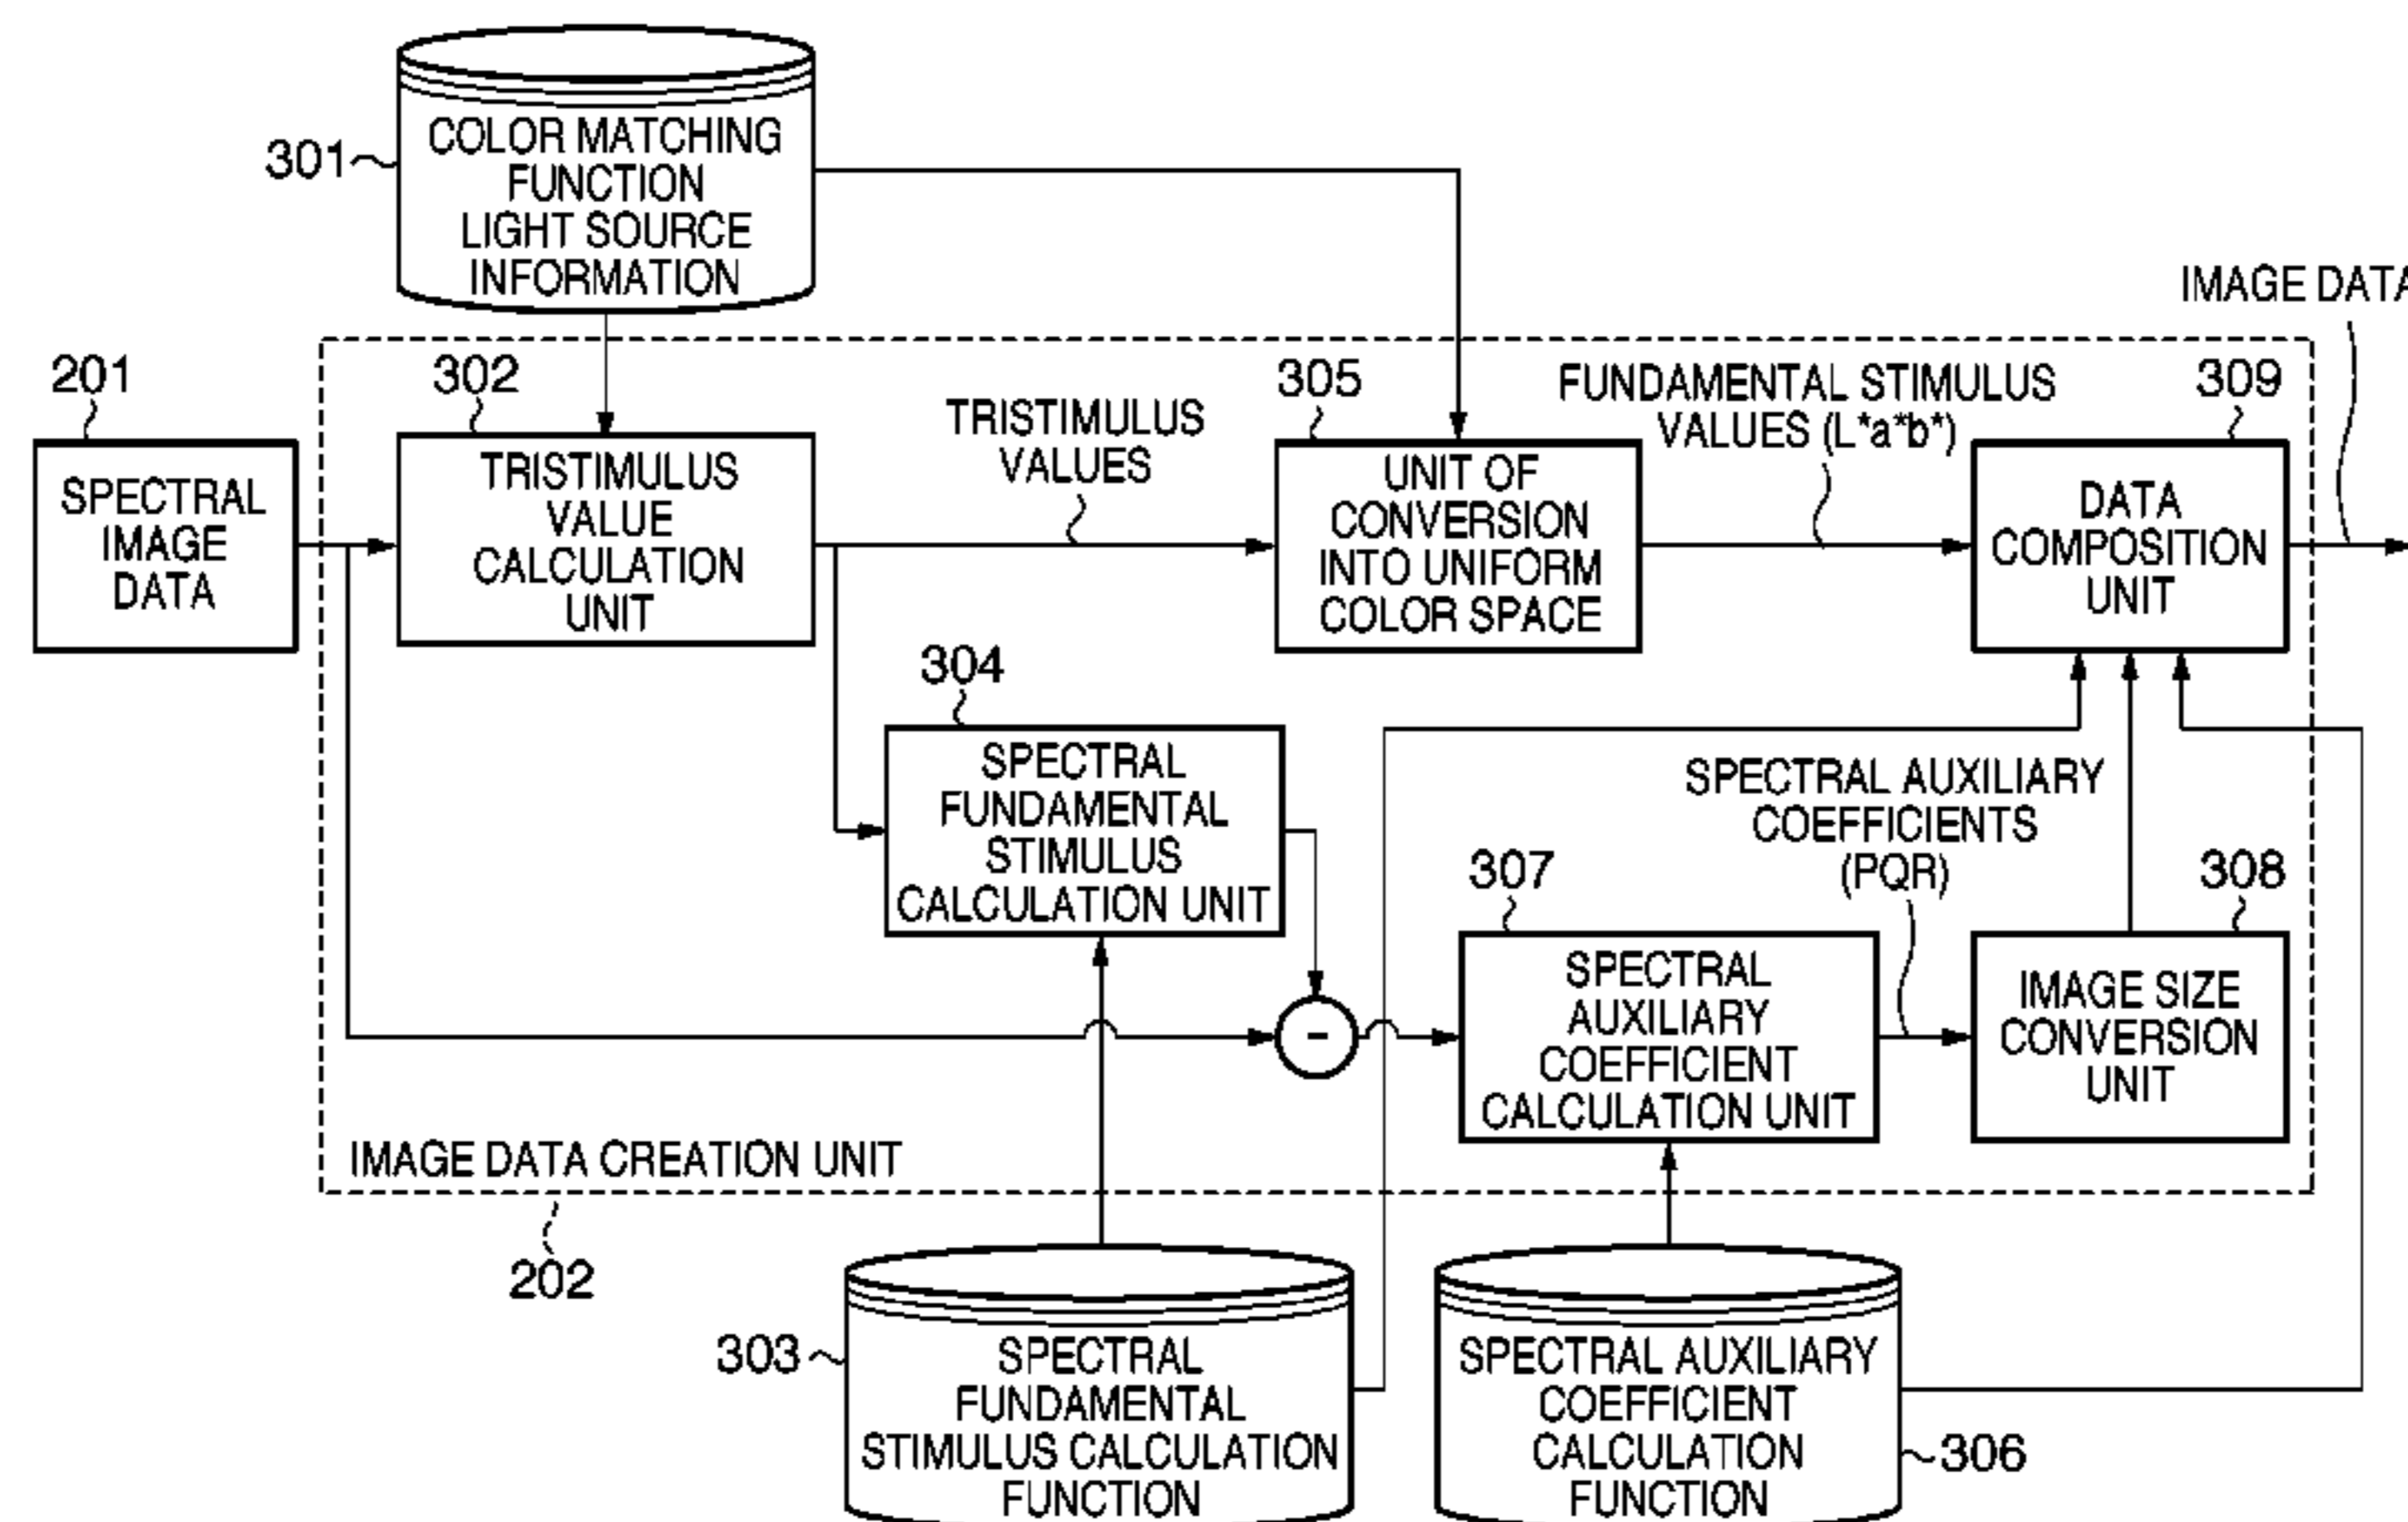 COLOR MATCHING
FUNCTION
LIGHT SOURCE
INFORMATION
301
IMAGE DATA
201
302
TRISTIMULUS
VALUES
305
FUNDAMENTAL STIMULUS
VALUES (L*a*b*)
309
SPECTRAL
IMAGE
DATA
TRISTIMULUS
VALUE
CALCULATION
UNIT
UNIT OF
CONVERSION
INTO UNIFORM
COLOR SPACE
DATA
COMPOSITION
UNIT
304
SPECTRAL
FUNDAMENTAL
STIMULUS
CALCULATION UNIT
SPECTRAL AUXILIARY
COEFFICIENTS
(PQR)
307
308
-
SPECTRAL
AUXILIARY
COEFFICIENT
CALCULATION UNIT
IMAGE SIZE
CONVERSION
UNIT
IMAGE DATA CREATION UNIT
202
303
SPECTRAL
FUNDAMENTAL
STIMULUS CALCULATION
FUNCTION
SPECTRAL AUXILIARY
COEFFICIENT
CALCULATION
FUNCTION
306